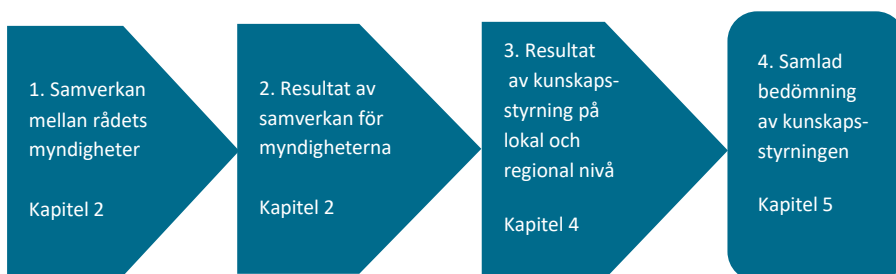 1. Samverkan
mellan rådets
myndigheter
Kapitel 2
2. Resultat av
samverkan för
myndigheterna
Kapitel 2
3. Resultat
av kunskaps-
styrning på
lokal och
regional nivå
Kapitel 4
4. Samlad
bedömning
av kunskaps-
styrningen
Kapitel 5